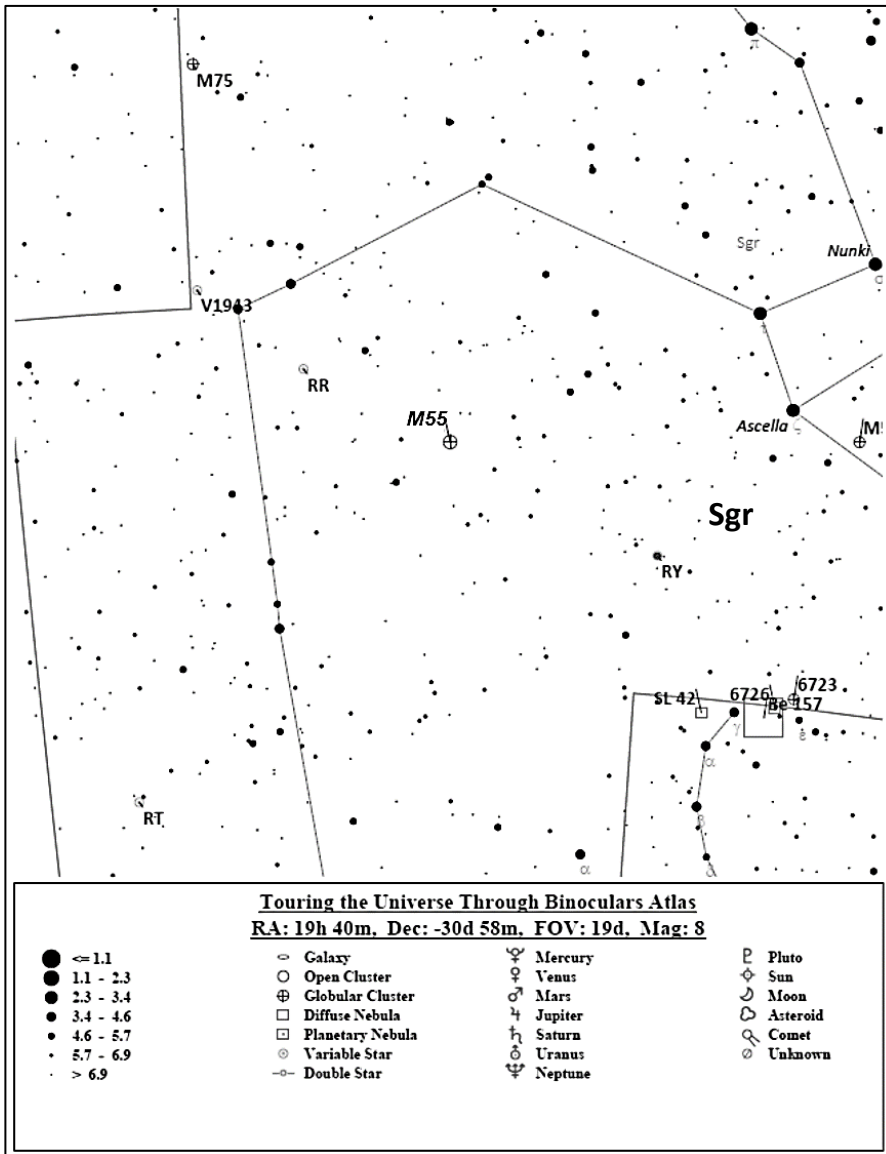 π
M75
Sgr
Nunki
σ
V1943
τ
RR
M55
Ascella
ζ
Sgr
RY
6723
SL 42
6726
Be 157
γ
ε
α
β
RT
α
Touring the Universe Through Binoculars Atlas
RA: 19h 40m, Dec: -30d 58m, FOV: 19d, Mag: 8
<= 1.1
1.1 - 2.3
2.3 - 3.4
3.4 - 4.6
4.6 - 5.7
5.7 - 6.9
> 6.9
Galaxy
Open Cluster
Globular Cluster
Diffuse Nebula
Planetary Nebula
Variable Star
Double Star
Mercury
Venus
Mars
Jupiter
Saturn
Uranus
Neptune
Pluto
Sun
Moon
Asteroid
Comet
Unknown